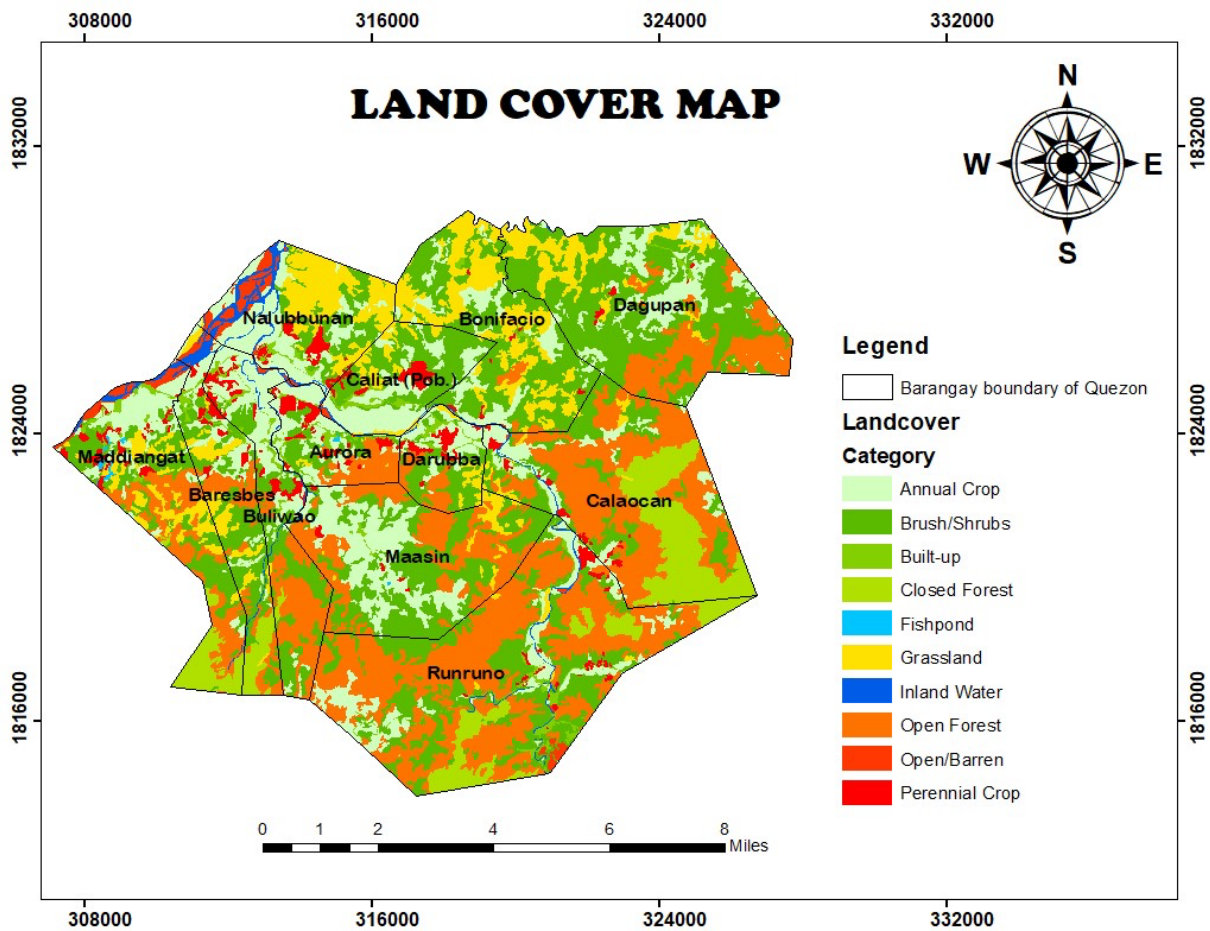 308000 316000 324000 332000
LAND COVER MAP
N
W E
S
1832000 1832000
Nalubbunan
Bonifacio
Dagupan
Caliat (Pob.)
Legend
Barangay boundary of Quezon
Landcover
Category
1824000 1824000
Maddiangat
Aurora
Darubba
Baresbes
Buliwao
Calaocan
Maasin
Runruno
Annual Crop
Brush/Shrubs
Built-up
Closed Forest
Fishpond
Grassland
Inland Water
Open Forest
Open/Barren
Perennial Crop
1816000 1816000
0 1 2 4 6 8
Miles
308000 316000 324000 332000